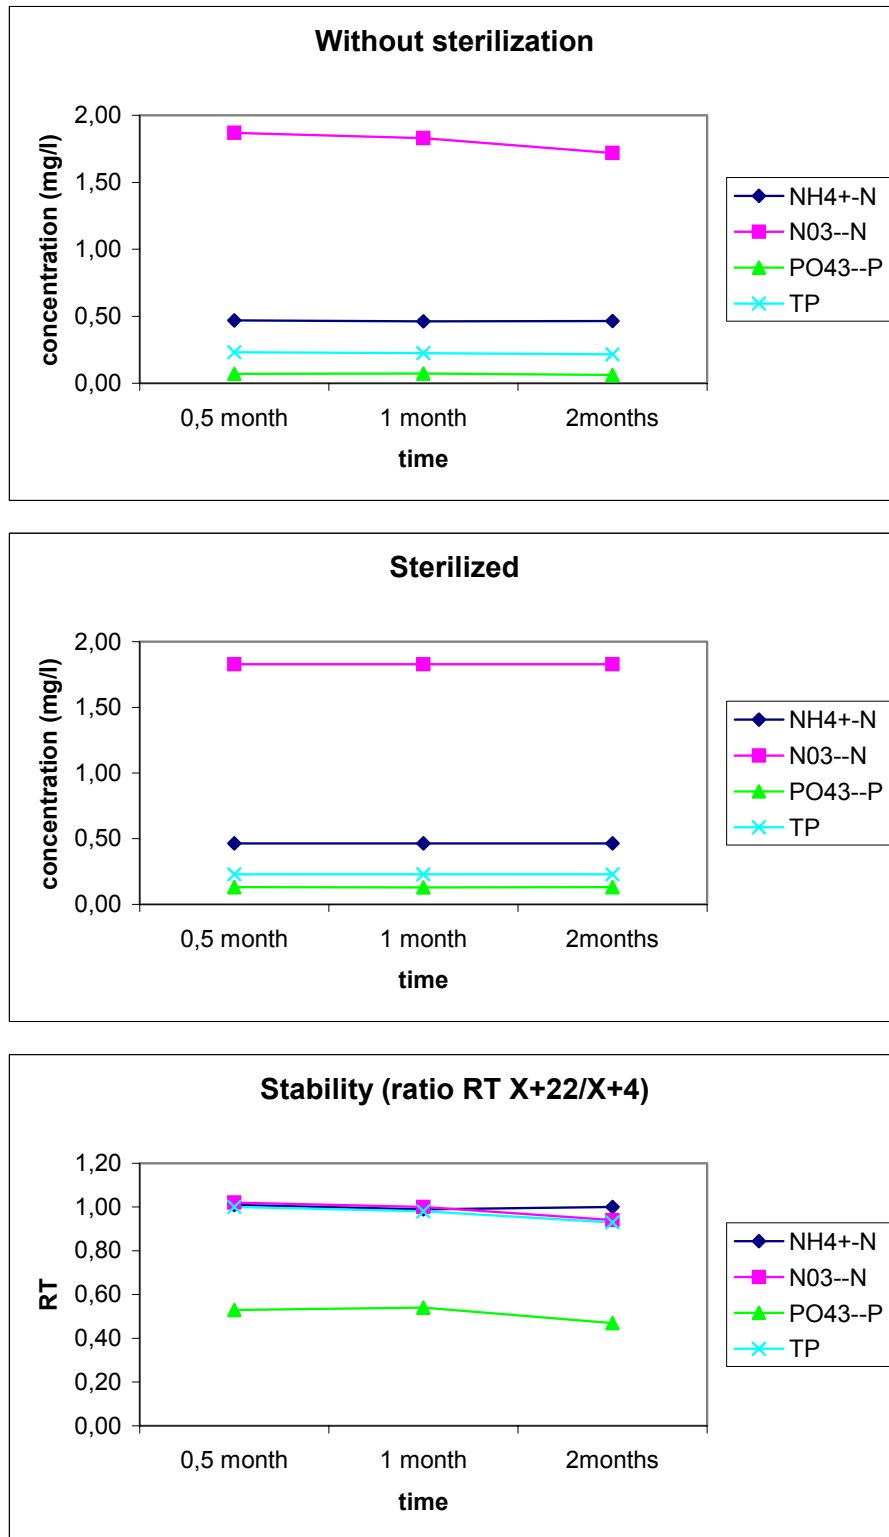 Without sterilization
2,00
1,50
1,00
0,50
0,00
concentration (mg/l)
0,5 month 1 month 2months
time
NH4+-N
N03--N
PO43--P
TP
Sterilized
2,00
1,50
1,00
0,50
0,00
concentration (mg/l)
0,5 month 1 month 2months
time
NH4+-N
N03--N
PO43--P
TP
Stability (ratio RT X+22/X+4)
1,20
1,00
0,80
0,60
0,40
0,20
0,00
RT
0,5 month 1 month 2months
time
NH4+-N
N03--N
PO43--P
TP